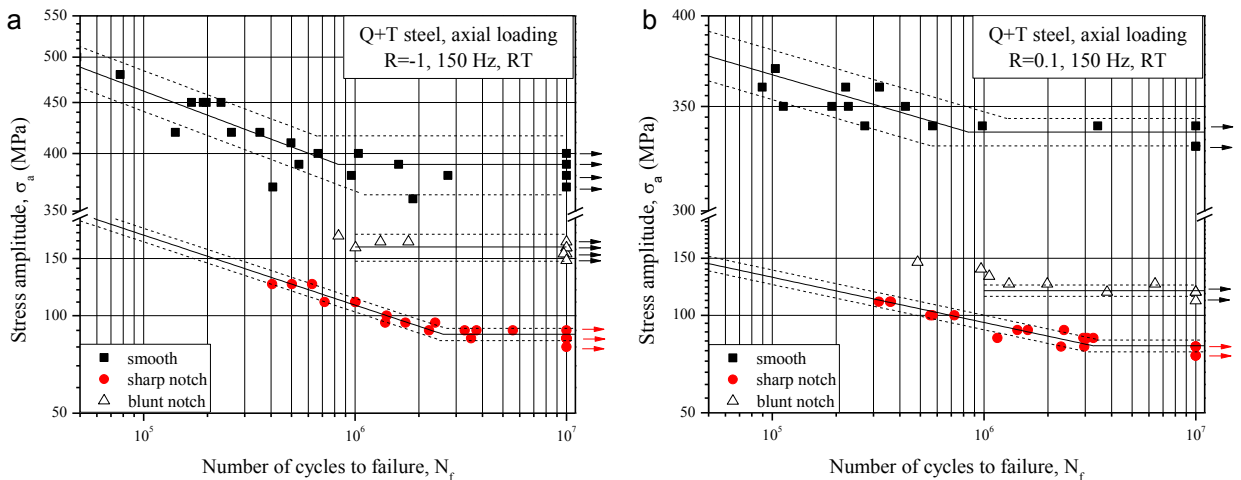 a
Q+T steel, axial loading
R=-1, 150 Hz, RT
Stress amplitude, σa (MPa)
550
500
450
400
350
150
100
50
smooth
sharp notch
blunt notch
10^5
10^6
10^7
Number of cycles to failure, Nf
b
Q+T steel, axial loading
R=0.1, 150 Hz, RT
Stress amplitude, σa (MPa)
400
350
300
150
100
50
smooth
sharp notch
blunt notch
10^5
10^6
10^7
Number of cycles to failure, Nf